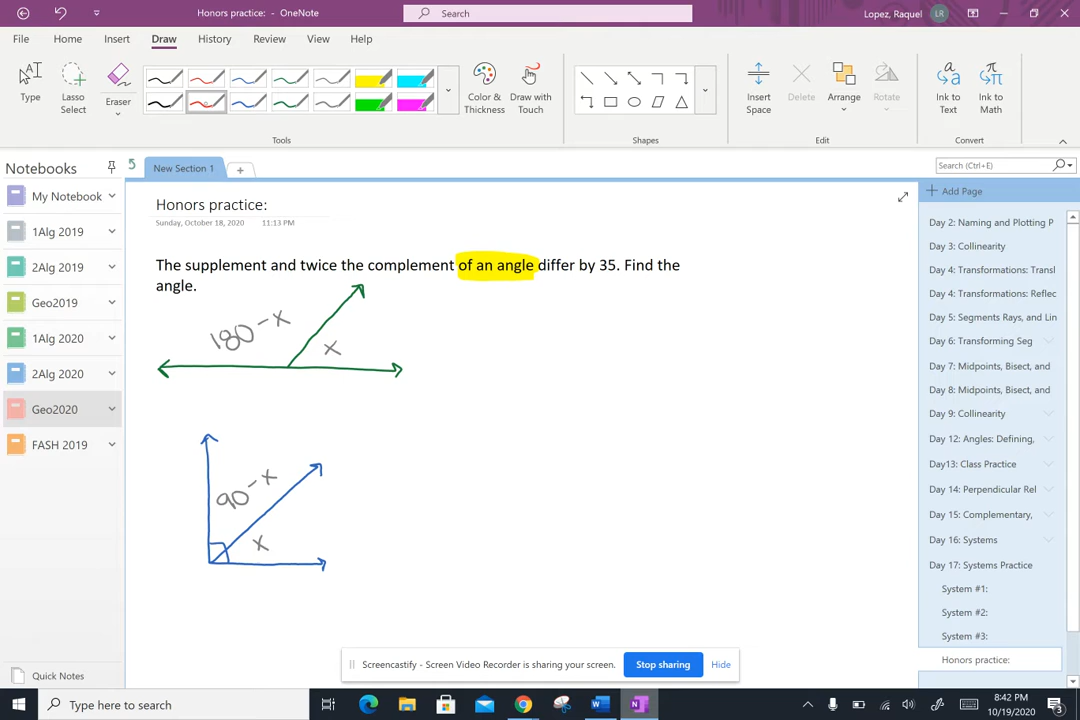 Honors practice: - OneNote
Search
Lopez, Raquel
LR
File
Home
Insert
Draw
History
Review
View
Help
Type
Lasso Select
Eraser
Color & Thickness
Draw with Touch
Insert Space
Delete
Arrange
Rotate
Ink to Text
Ink to Math
Tools
Shapes
Edit
Convert
Notebooks
5
New Section 1
Search (Ctrl+E)
My Notebook
1Alg 2019
2Alg 2019
Geo2019
1Alg 2020
2Alg 2020
Geo2020
FASH 2019
Quick Notes
Honors practice:
Sunday, October 18, 2020
11:13 PM
The supplement and twice the complement of an angle differ by 35. Find the
angle.
180-x
x
90-x
x
Add Page
Day 2: Naming and Plotting P
Day 3: Collinearity
Day 4: Transformations: Transl
Day 4: Transformations: Reflec
Day 5: Segments Rays, and Lin
Day 6: Transforming Seg
Day 7: Midpoints, Bisect, and
Day 8: Midpoints, Bisect, and
Day 9: Collinearity
Day 12: Angles: Defining,
Day13: Class Practice
Day 14: Perpendicular Rel
Day 15: Complementary,
Day 16: Systems
Day 17: Systems Practice
System #1:
System #2:
System #3:
Honors practice:
Screencastify - Screen Video Recorder is sharing your screen.
Stop sharing
Hide
Type here to search
8:42 PM
10/19/2020